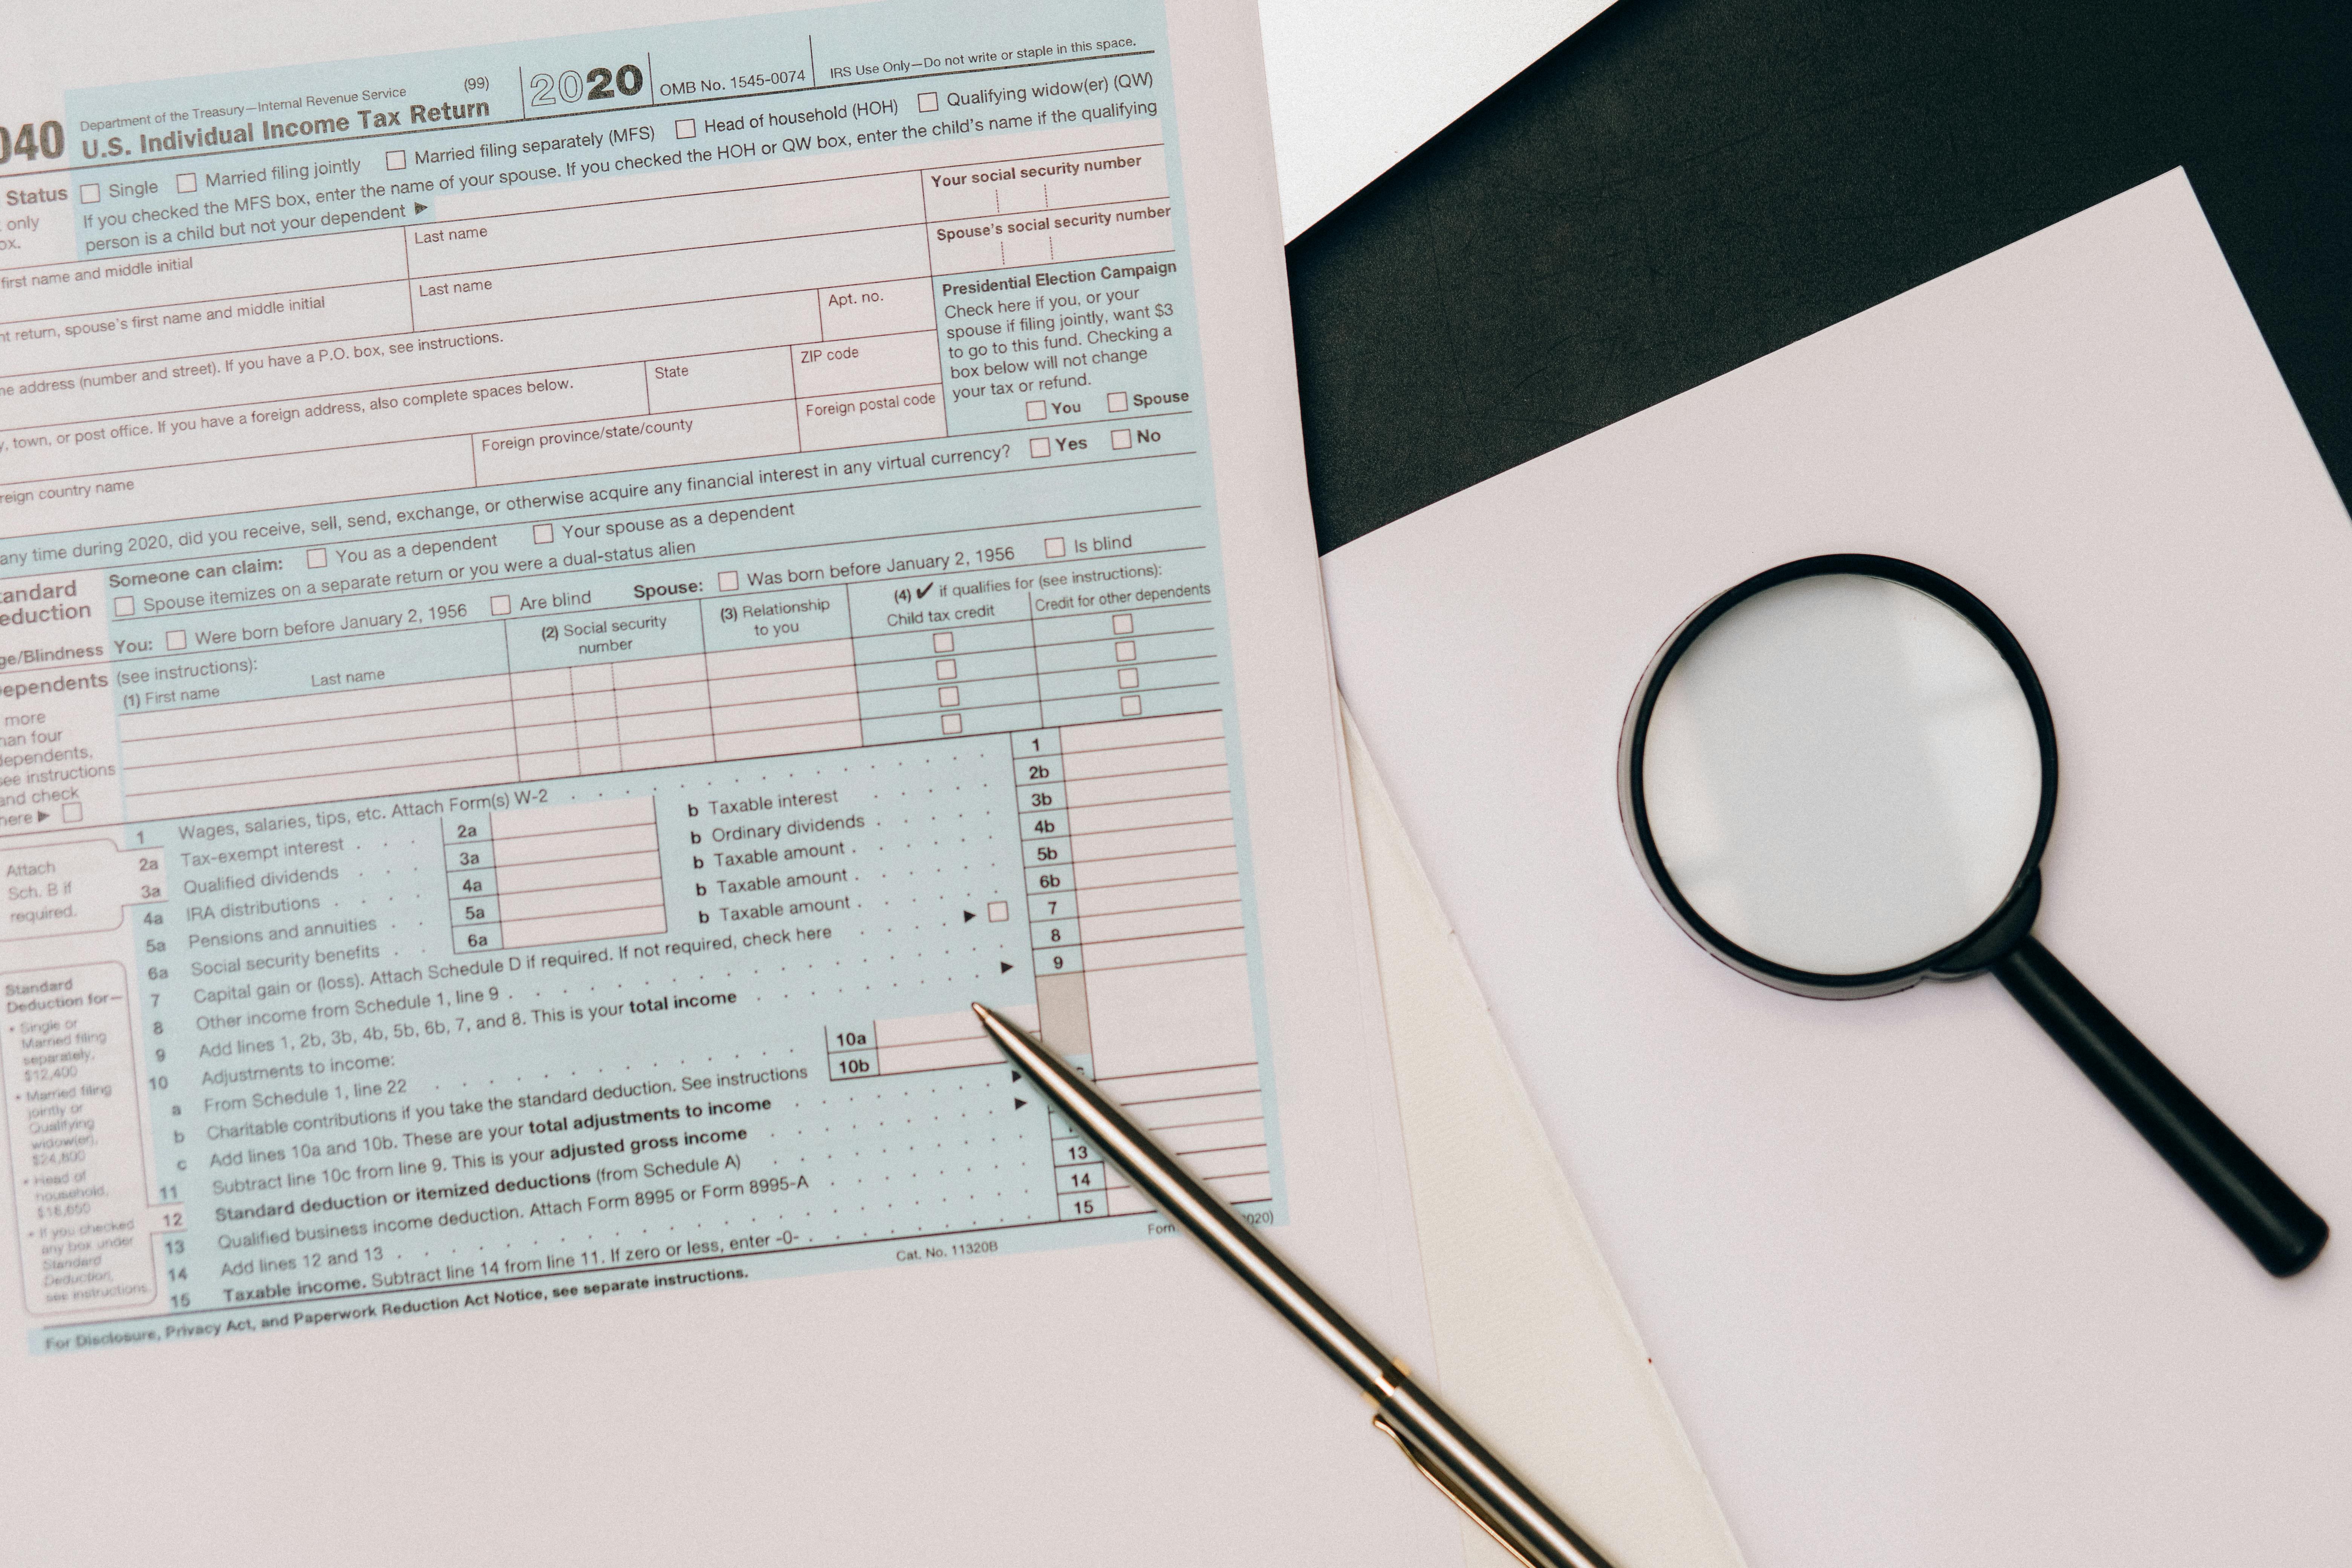 040
Department of the Treasury—Internal Revenue Service (99)
U.S. Individual Income Tax Return
2020
OMB No. 1545-0074
IRS Use Only—Do not write or staple in this space.
Status
only
Single
Married filing jointly
Married filing separately (MFS)
Head of household (HOH)
Qualifying widow(er) (QW)
If you checked the MFS box, enter the name of your spouse. If you checked the HOH or QW box, enter the child's name if the qualifying
person is a child but not your dependent ▶
first name and middle initial
Last name
Your social security number
return, spouse's first name and middle initial
Last name
Spouse's social security number
address (number and street). If you have a P.O. box, see instructions.
Apt. no.
town, or post office. If you have a foreign address, also complete spaces below.
State
ZIP code
country name
Foreign province/state/county
Foreign postal code
Presidential Election Campaign
Check here if you, or your
spouse if filing jointly, want $3
to go to this fund. Checking a
box below will not change
your tax or refund.
You Spouse
any time during 2020, did you receive, sell, send, exchange, or otherwise acquire any financial interest in any virtual currency?
Yes No
Someone can claim:
You as a dependent
Your spouse as a dependent
Spouse itemizes on a separate return or you were a dual-status alien
You:
Were born before January 2, 1956
Are blind
Spouse:
Was born before January 2, 1956
Is blind
(see instructions):
(1) First name
Last name
(2) Social security
number
(3) Relationship
to you
(4) ✔ if qualifies for (see instructions):
Child tax credit
Credit for other dependents
more
four
instructions
check
▶
1 Wages, salaries, tips, etc. Attach Form(s) W-2 1
Attach
Sch. B if
required.
2a Tax-exempt interest 2a b Taxable interest 2b
3a Qualified dividends 3a b Ordinary dividends 3b
4a IRA distributions 4a b Taxable amount 4b
5a Pensions and annuities 5a b Taxable amount 5b
6a Social security benefits 6a b Taxable amount 6b
7 Capital gain or (loss). Attach Schedule D if required. If not required, check here ▶ 7
8 Other income from Schedule 1, line 9 8
9 Add lines 1, 2b, 3b, 4b, 5b, 6b, 7, and 8. This is your total income ▶ 9
10 Adjustments to income:
a From Schedule 1, line 22 10a
b Charitable contributions if you take the standard deduction. See instructions 10b
c Add lines 10a and 10b. These are your total adjustments to income ▶
11 Subtract line 10c from line 9. This is your adjusted gross income ▶
12 Standard deduction or itemized deductions (from Schedule A)
13 Qualified business income deduction. Attach Form 8995 or Form 8995-A 13
14 Add lines 12 and 13 14
15 Taxable income. Subtract line 14 from line 11. If zero or less, enter -0- 15
Standard
Deduction for—
• Single or
Married filing
separately,
$12,400
• Married filing
jointly or
Qualifying
widow(er),
$24,800
• Head of
household,
$18,650
• If you checked
any box under
Standard
Deduction,
see instructions.
For Disclosure, Privacy Act, and Paperwork Reduction Act Notice, see separate instructions.
Cat. No. 11320B